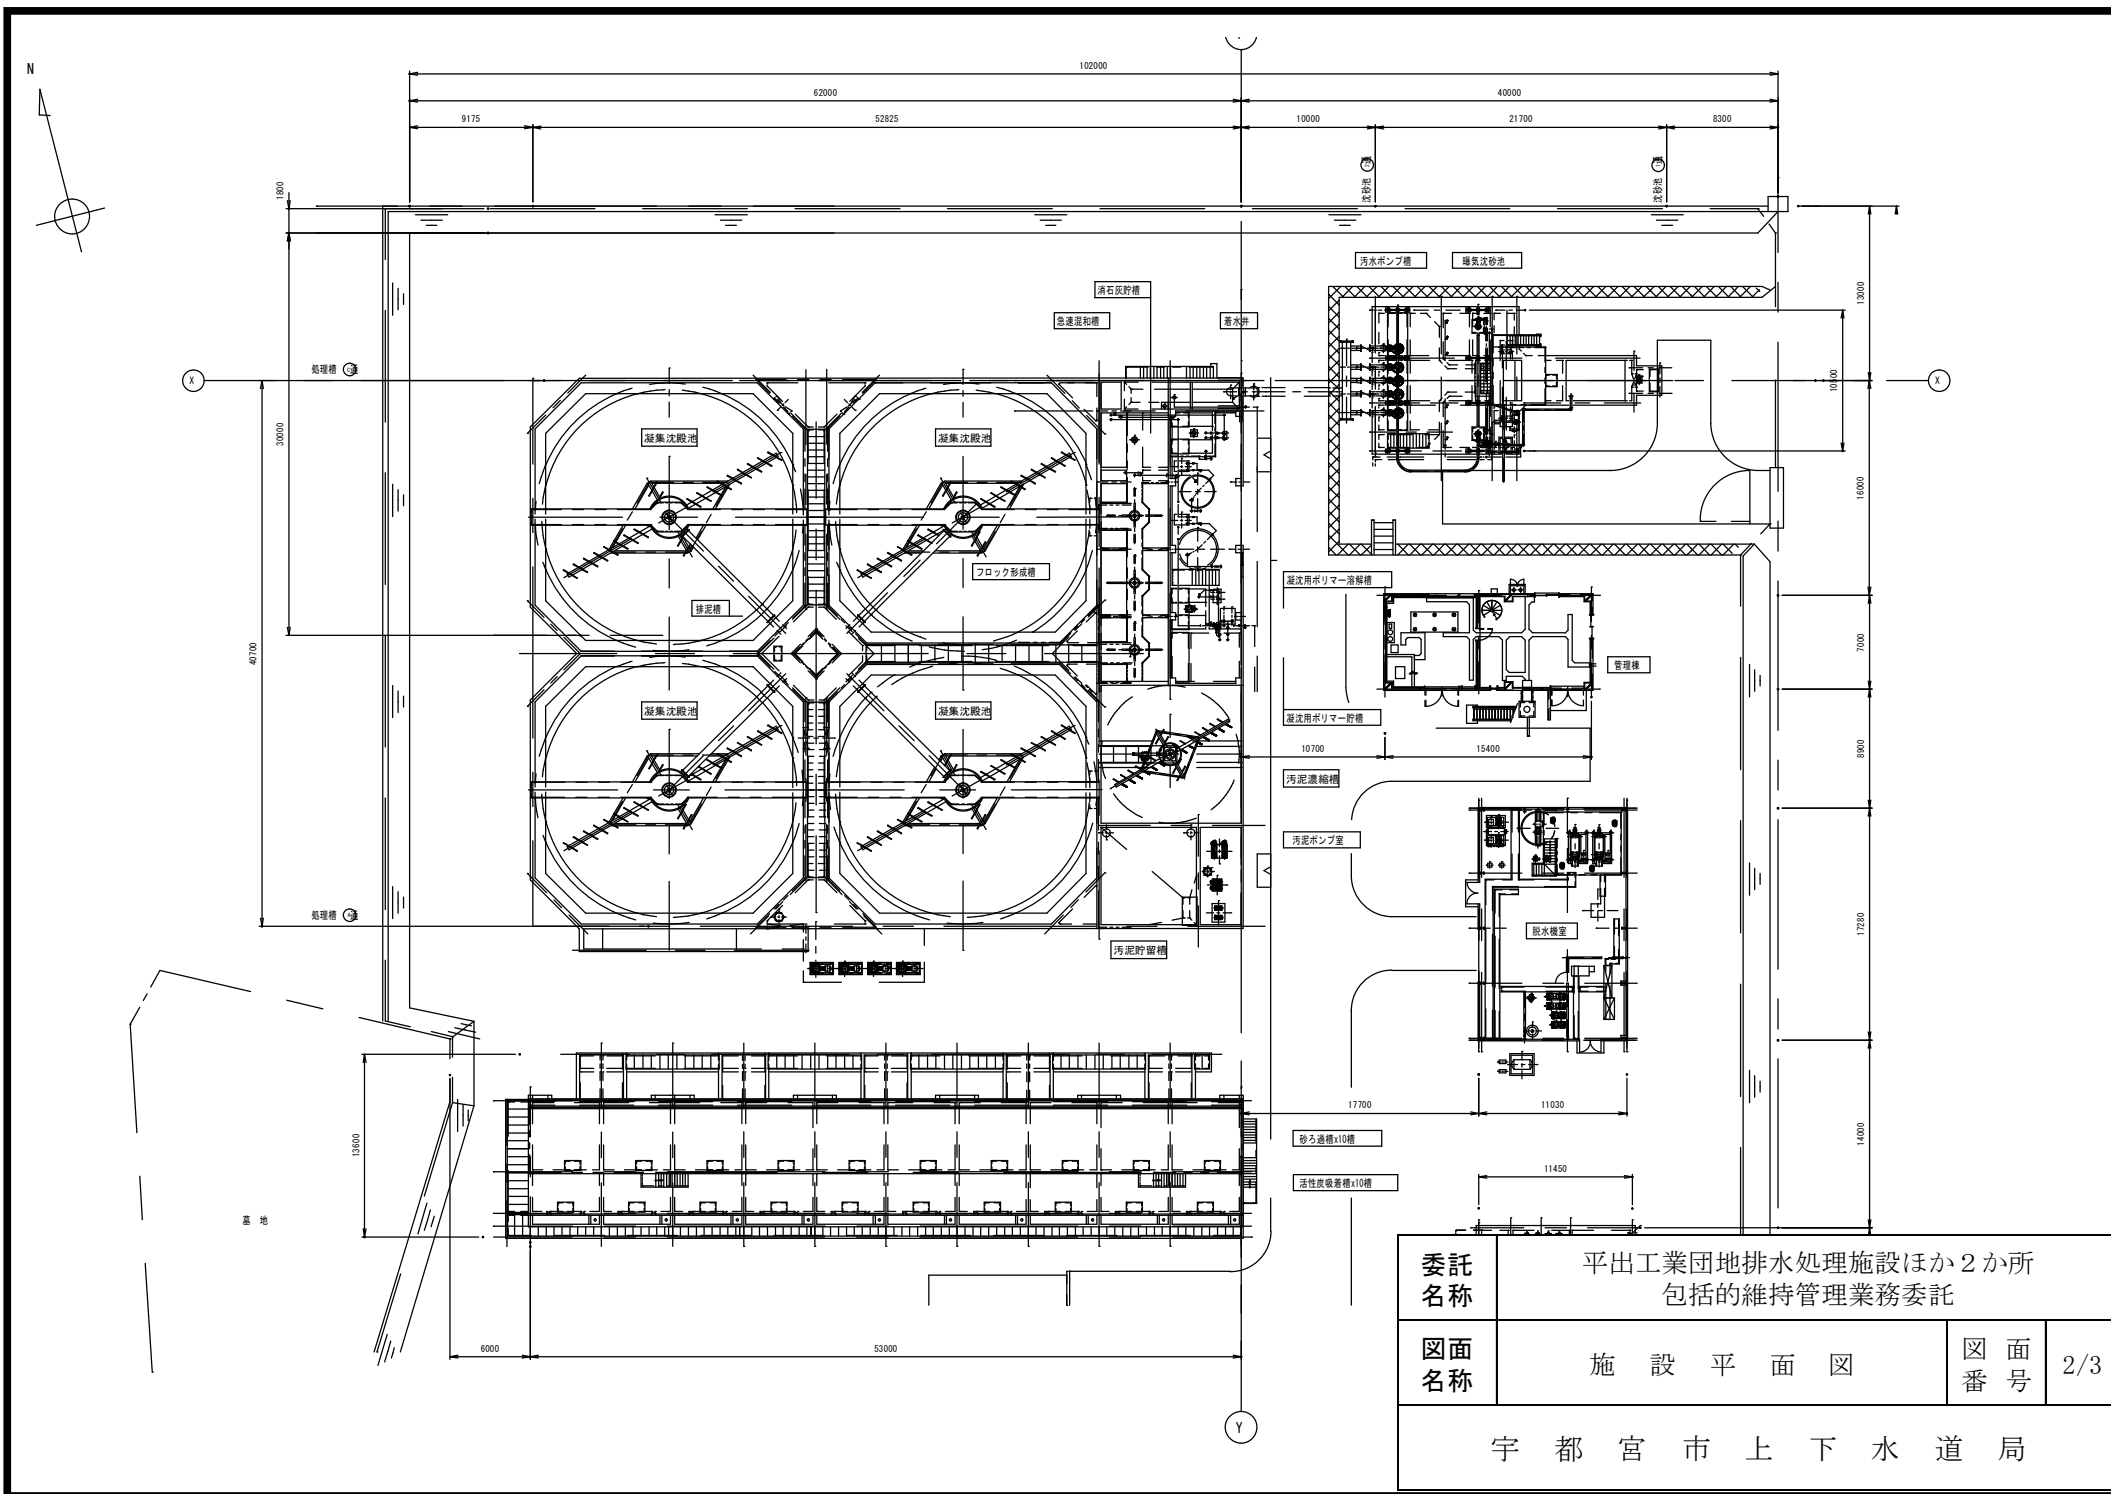 N
102000
62000
40000
9175
52825
10000
21700
8300
1800
沈砂池
沈砂池
汚水ポンプ槽
曝気沈砂池
消石灰貯槽
急速混和槽
着水井
13000
10500
処理槽
X
X
30000
凝集沈殿池
凝集沈殿池
16000
フロック形成槽
排泥槽
凝沈用ポリマー溶解槽
40700
管理棟
7000
凝集沈殿池
凝集沈殿池
凝沈用ポリマー貯槽
10700
15400
8900
汚泥濃縮槽
汚泥ポンプ室
処理槽
脱水機室
17280
汚泥貯留槽
17700
11030
13600
砂ろ過槽x10槽
14000
11450
活性炭吸着槽x10槽
墓地
6000
53000
Y
委託
名称
平出工業団地排水処理施設ほか2か所
包括的維持管理業務委託
図面
名称
施設平面図
図面
番号
2/3
宇都宮市上下水道局